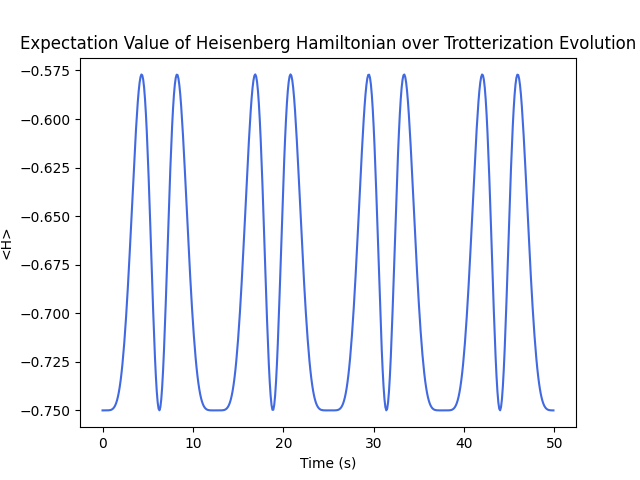 Expectation Value of Heisenberg Hamiltonian over Trotterization Evolution
−0.575
−0.600
−0.625
−0.650
−0.675
−0.700
−0.725
−0.750
<H>
0 10 20 30 40 50
Time (s)